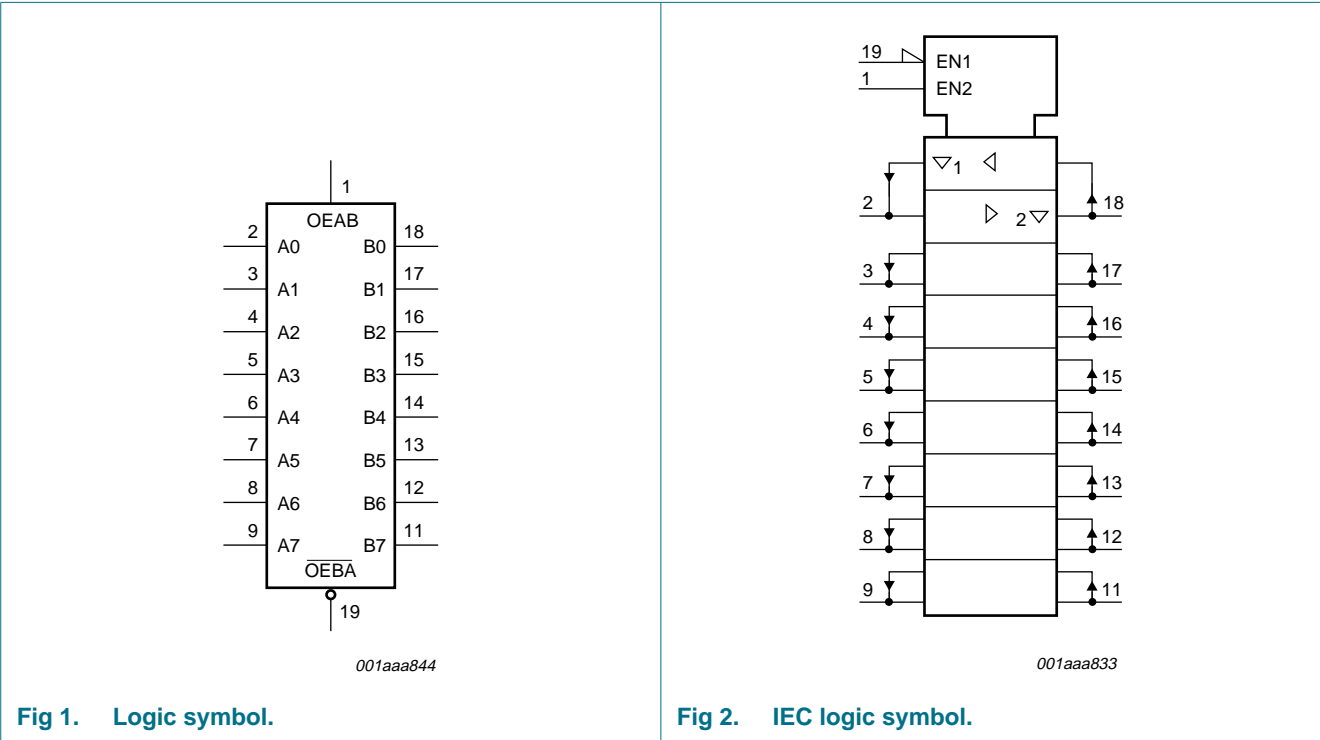 1
OEAB
2 A0 B0 18
3 A1 B1 17
4 A2 B2 16
5 A3 B3 15
6 A4 B4 14
7 A5 B5 13
8 A6 B6 12
9 A7 B7 11
OEBA
19
001aaa844
Fig 1. Logic symbol.
19 EN1
1 EN2
1
2 18
2
3 17
4 16
5 15
6 14
7 13
8 12
9 11
001aaa833
Fig 2. IEC logic symbol.